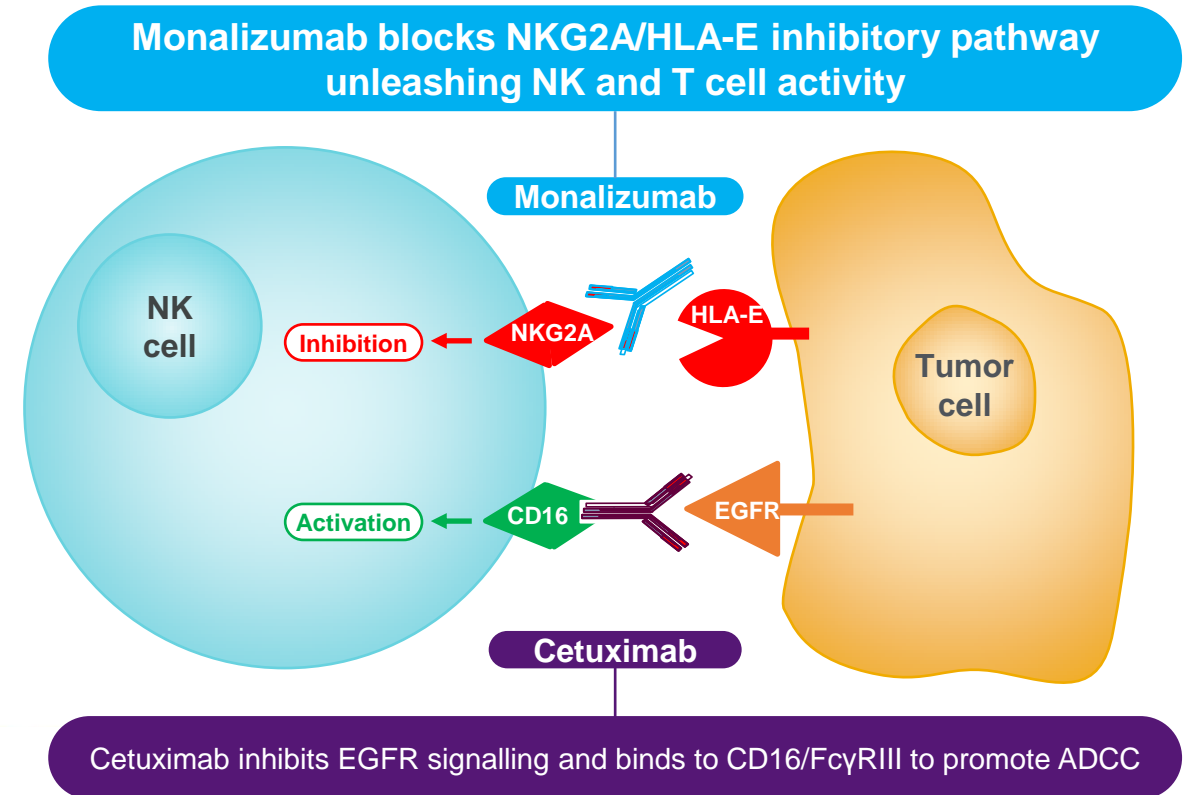 Monalizumab blocks NKG2A/HLA-E inhibitory pathway
unleashing NK and T cell activity
Monalizumab
NK
cell
Inhibition
NKG2A
HLA-E
Tumor
cell
Activation
CD16
EGFR
Cetuximab
Cetuximab inhibits EGFR signalling and binds to CD16/FcγRIII to promote ADCC